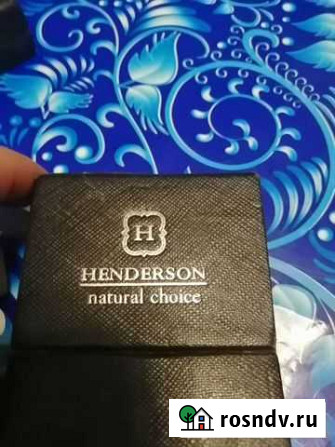 H
HENDERSON
natural choice
rosndv.ru